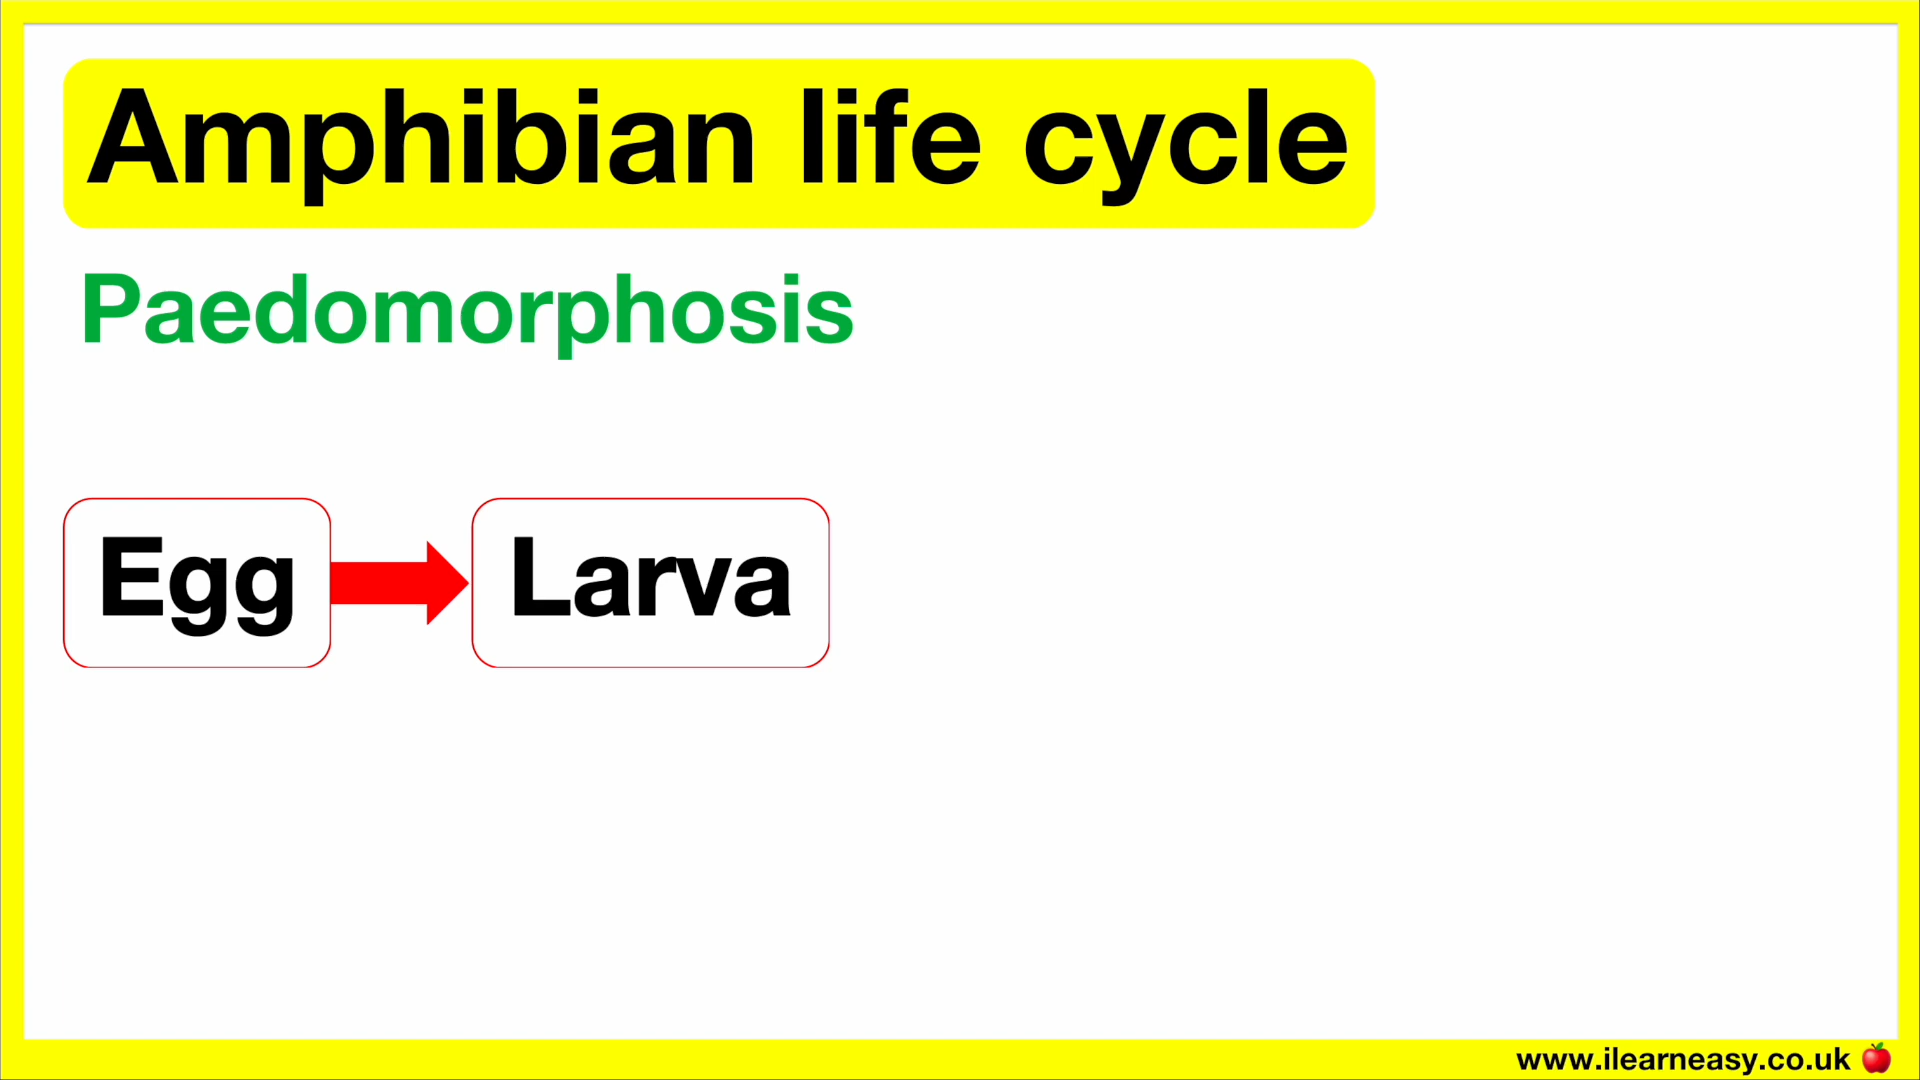 Amphibian life cycle
Paedomorphosis
Egg
Larva
www.ilearneasy.co.uk